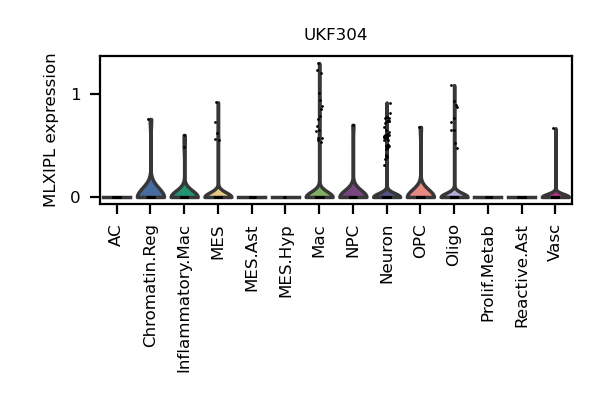 UKF304
MLXIPL expression
1
0
AC
Chromatin.Reg
Inflammatory.Mac
MES
MES.Ast
MES.Hyp
Mac
NPC
Neuron
OPC
Oligo
Prolif.Metab
Reactive.Ast
Vasc